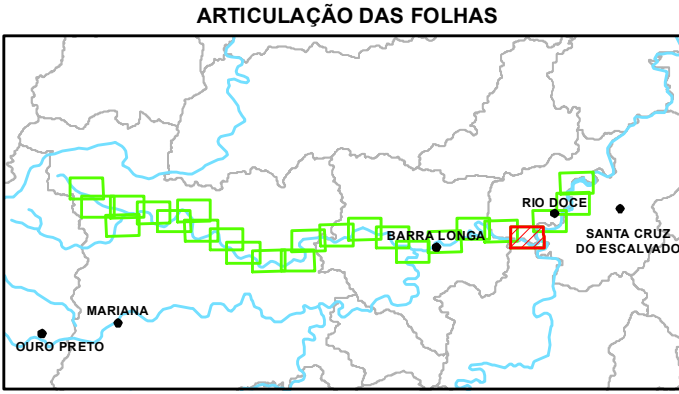 ARTICULAÇÃO DAS FOLHAS
RIO DOCE
BARRA LONGA
SANTA CRUZ
DO ESCALVADO
MARIANA
OURO PRETO